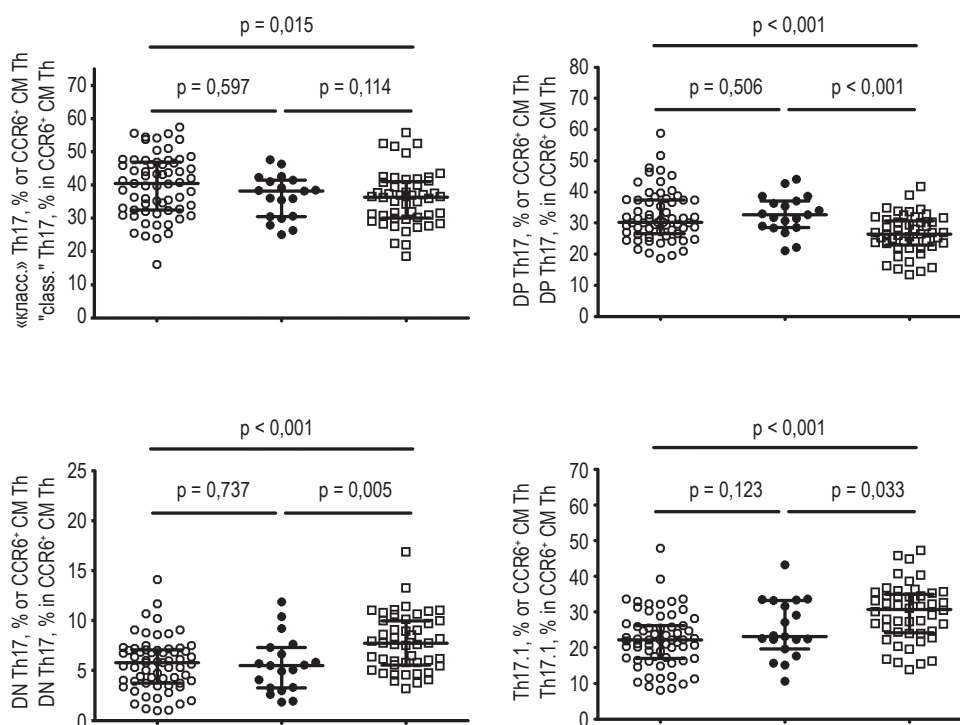 p = 0,015
p = 0,597
p = 0,114
«класс.» Th17, % от CCR6⁺ CM Th
"class." Th17, % in CCR6⁺ CM Th
70
60
50
40
30
20
10
0
p < 0,001
p = 0,506
p < 0,001
DP Th17, % от CCR6⁺ CM Th
DP Th17, % in CCR6⁺ CM Th
80
70
60
50
40
30
20
10
0
p < 0,001
p = 0,737
p = 0,005
DN Th17, % от CCR6⁺ CM Th
DN Th17, % in CCR6⁺ CM Th
25
20
15
10
5
0
p < 0,001
p = 0,123
p = 0,033
Th17.1, % от CCR6⁺ CM Th
Th17.1, % in CCR6⁺ CM Th
70
60
50
40
30
20
10
0